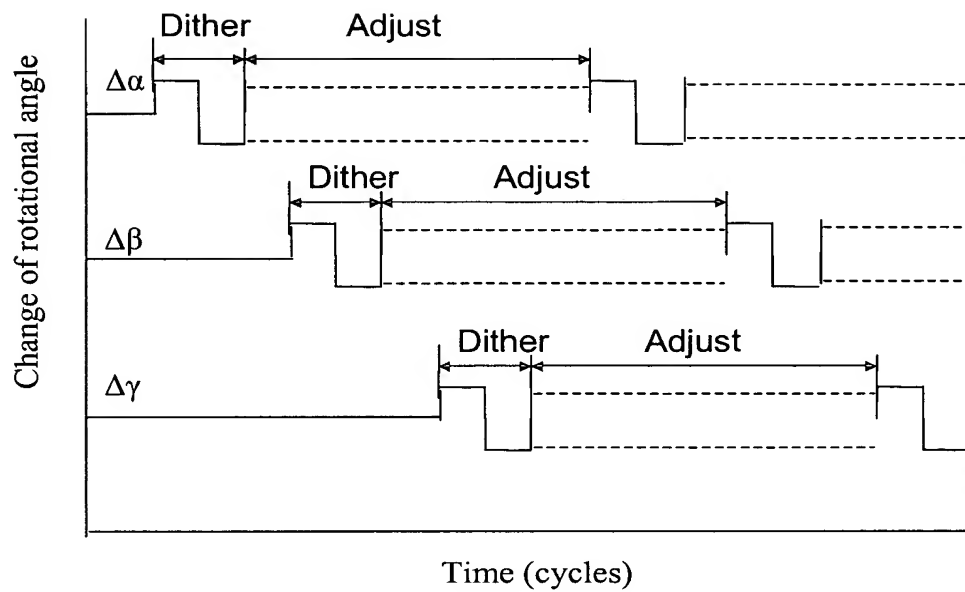 Change of rotational angle
Dither Adjust
Δα
Dither Adjust
Δβ
Dither Adjust
Δγ
Time (cycles)